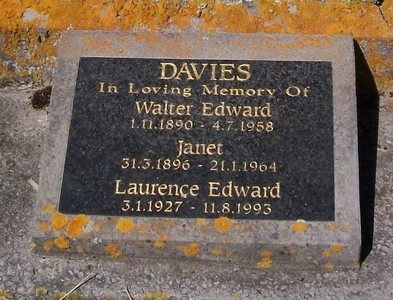 DAVIES
In Loving Memory Of
Walter Edward
1.11.1890 - 4.7.1958
Janet
31.3.1896 - 21.1.1964
Laurence Edward
3.1.1927 - 11.8.1993